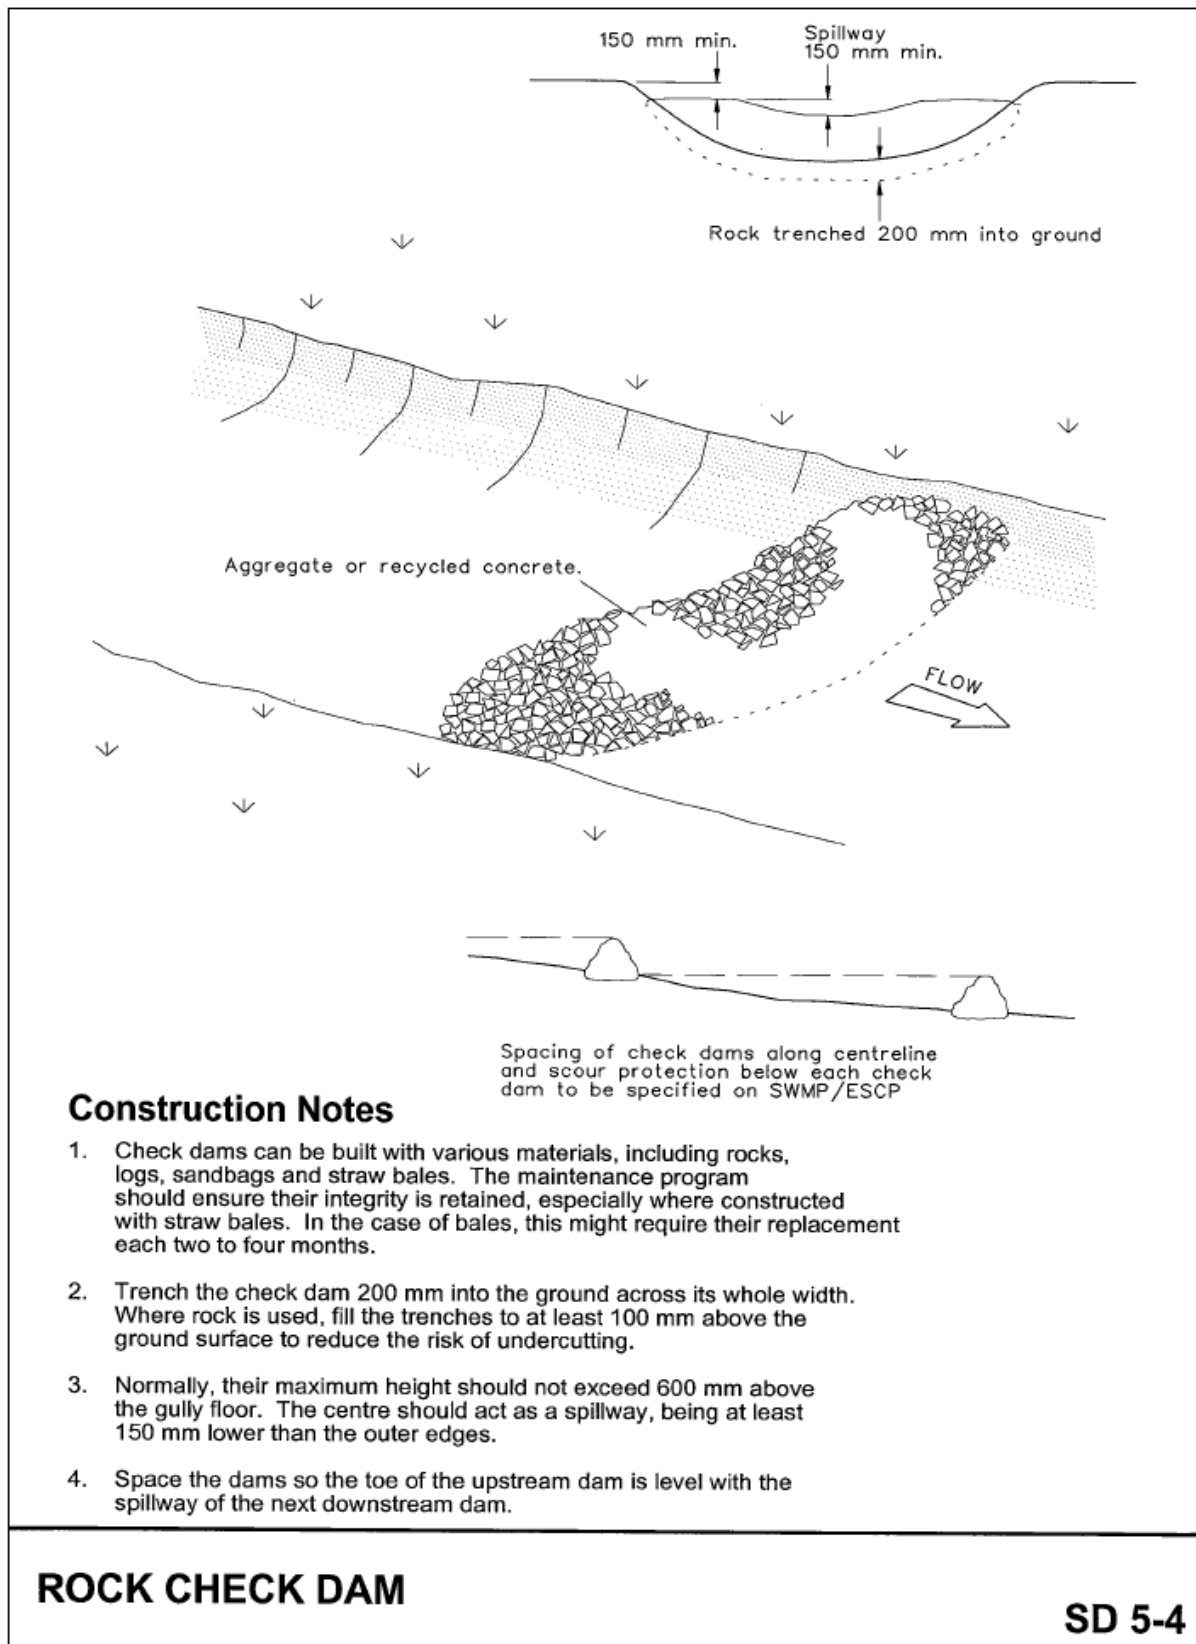 150 mm min.
Spillway
150 mm min.
Rock trenched 200 mm into ground
Aggregate or recycled concrete.
FLOW
Spacing of check dams along centreline
and scour protection below each check
dam to be specified on SWMP/ESCP
Construction Notes
1. Check dams can be built with various materials, including rocks,
logs, sandbags and straw bales. The maintenance program
should ensure their integrity is retained, especially where constructed
with straw bales. In the case of bales, this might require their replacement
each two to four months.
2. Trench the check dam 200 mm into the ground across its whole width.
Where rock is used, fill the trenches to at least 100 mm above the
ground surface to reduce the risk of undercutting.
3. Normally, their maximum height should not exceed 600 mm above
the gully floor. The centre should act as a spillway, being at least
150 mm lower than the outer edges.
4. Space the dams so the toe of the upstream dam is level with the
spillway of the next downstream dam.
ROCK CHECK DAM
SD 5-4